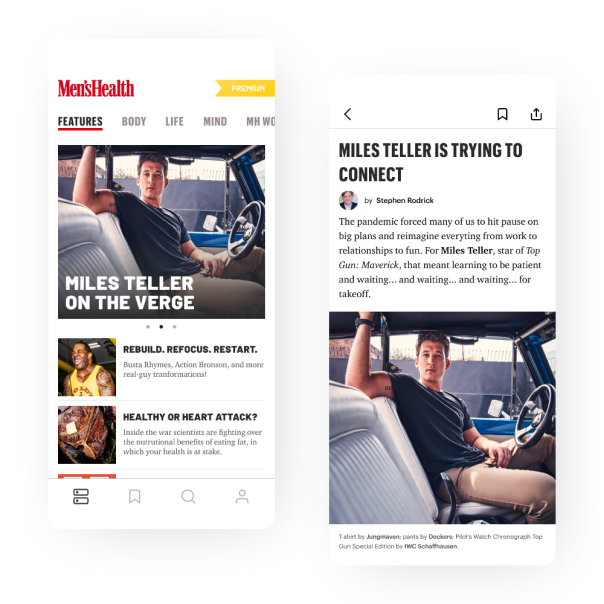 Men'sHealth
PREMIUM
FEATURES BODY LIFE MIND MH WO
MILES TELLER
ON THE VERGE
REBUILD. REFOCUS. RESTART.
Busta Rhymes, Action Bronson, and more
real-guy tranformations!
HEALTHY OR HEART ATTACK?
Inside the war scientists are fighting over
the nutrutional benefits of eating fat, in
which your health is at stake.
MILES TELLER IS TRYING TO
CONNECT
by Stephen Rodrick
The pandemic forced many of us to hit pause on
big plans and reimagine everyting from work to
relationships to fun. For Miles Teller, star of Top
Gun: Maverick, that meant learning to be patient
and waiting... and waiting... and waiting... for
takeoff.
T-shirt by Jungmaven; pants by Dockers; Pilot's Watch Chronograph Top
Gun Special Edition by IWC Schaffhausen.